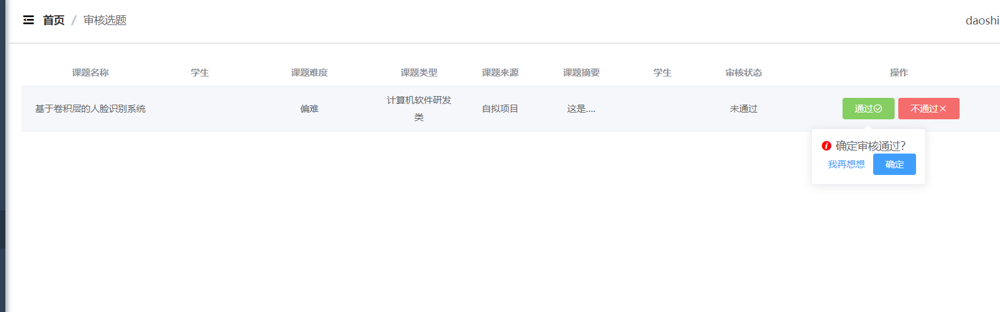 首页 / 审核选题
daoshi
课题名称 学生 课题难度 课题类型 课题来源 课题摘要 学生 审核状态 操作
基于卷积层的人脸识别系统 偏难 计算机软件研发类 自拟项目 这是.... 未通过 通过 不通过
确定审核通过？
我再想想 确定